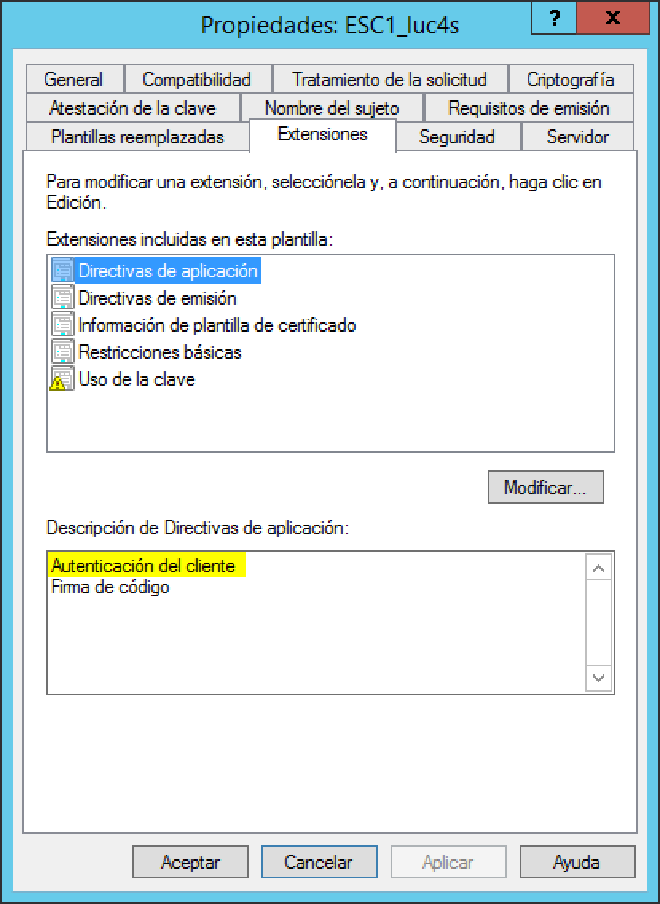 Propiedades: ESC1_luc4s
?
x
General
Compatibilidad
Tratamiento de la solicitud
Criptografía
Atestación de la clave
Nombre del sujeto
Requisitos de emisión
Plantillas reemplazadas
Extensiones
Seguridad
Servidor
Para modificar una extensión, selecciónela y, a continuación, haga clic en
Edición.
Extensiones incluidas en esta plantilla:
Directivas de aplicación
Directivas de emisión
Información de plantilla de certificado
Restricciones básicas
Uso de la clave
Modificar...
Descripción de Directivas de aplicación:
Autenticación del cliente
Firma de código
Aceptar
Cancelar
Aplicar
Ayuda